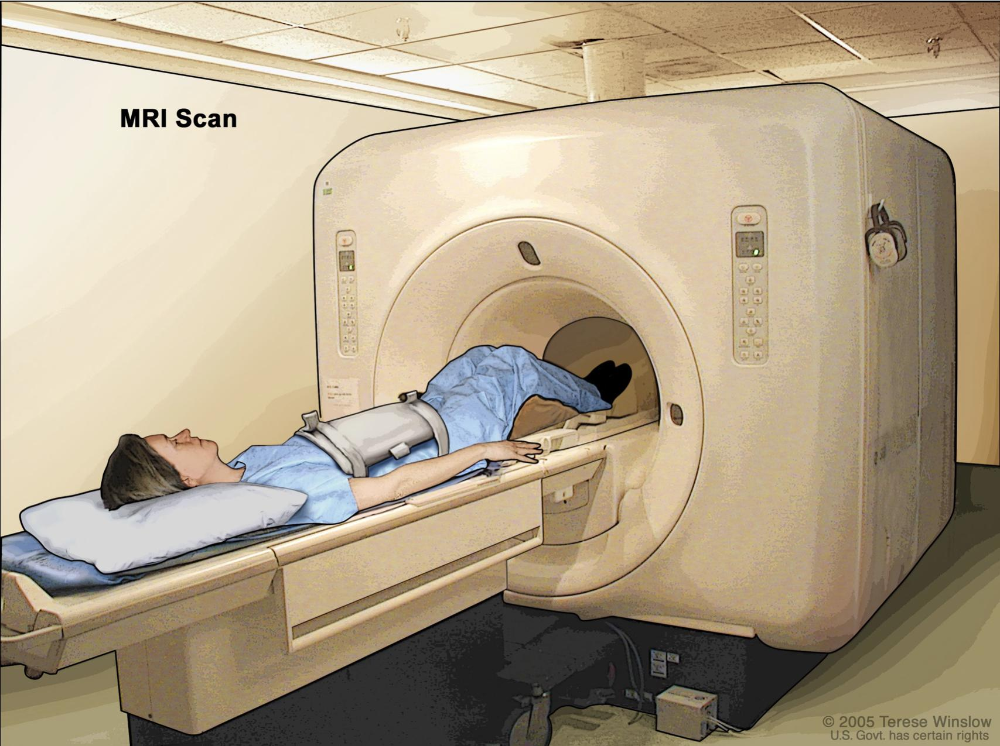 MRI Scan
© 2005 Terese Winslow
U.S. Govt. has certain rights